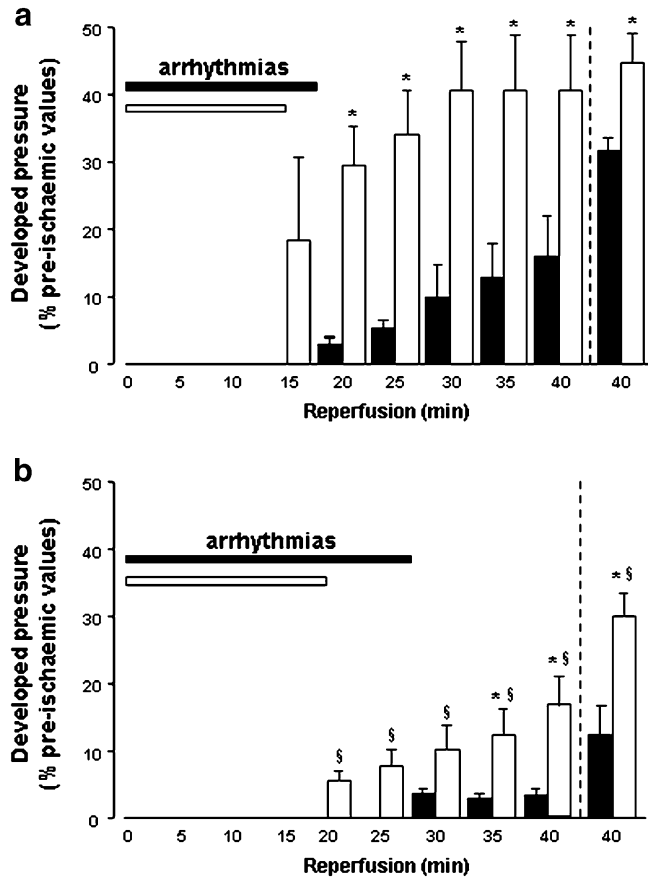 a
Developed pressure
(% pre-ischaemic values)
50
40
30
20
10
0
arrhythmias
* * * * * *
0 5 10 15 20 25 30 35 40 40
Reperfusion (min)
b
Developed pressure
(% pre-ischaemic values)
50
40
30
20
10
0
arrhythmias
§ § § * § * § * §
0 5 10 15 20 25 30 35 40 40
Reperfusion (min)